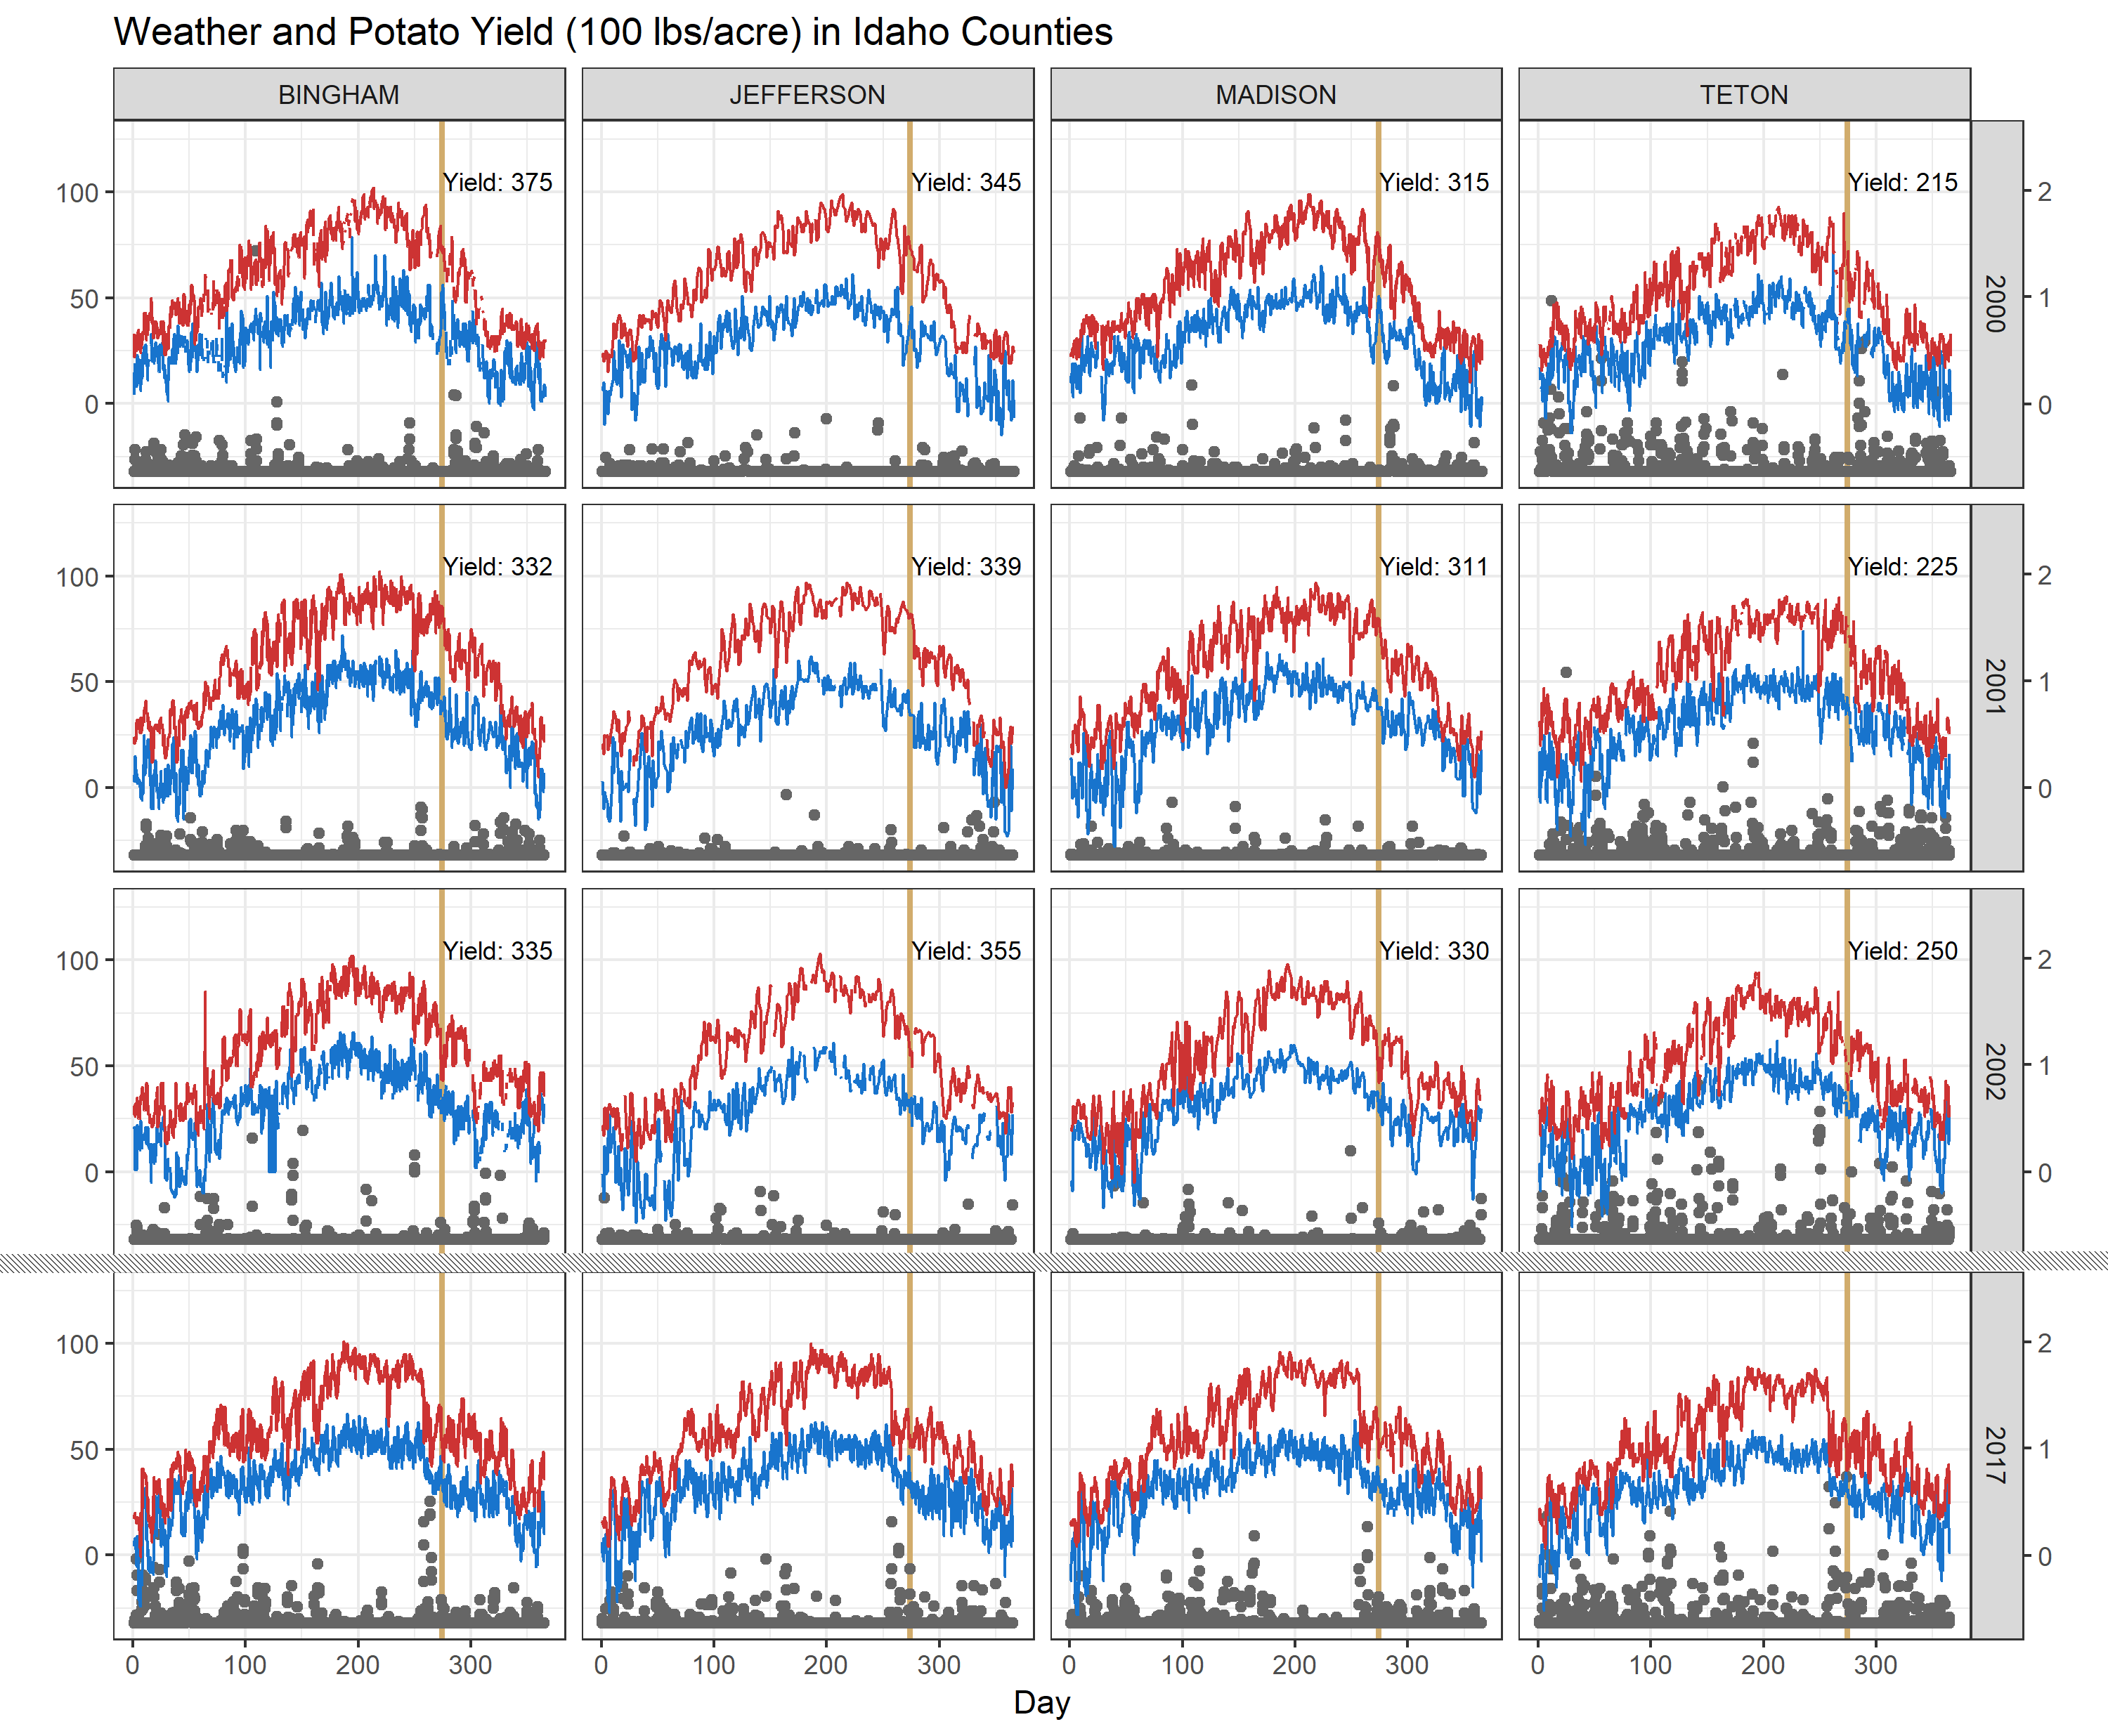 Weather and Potato Yield (100 lbs/acre) in Idaho Counties
BINGHAM JEFFERSON MADISON TETON
Yield: 375 Yield: 345 Yield: 315 Yield: 215
100 2
50 1
0 0
2000
Yield: 332 Yield: 339 Yield: 311 Yield: 225
100 2
50 1
0 0
2001
Yield: 335 Yield: 355 Yield: 330 Yield: 250
100 2
50 1
0 0
2002
100 2
50 1
0 0
2017
0 100 200 300 0 100 200 300 0 100 200 300 0 100 200 300
Day